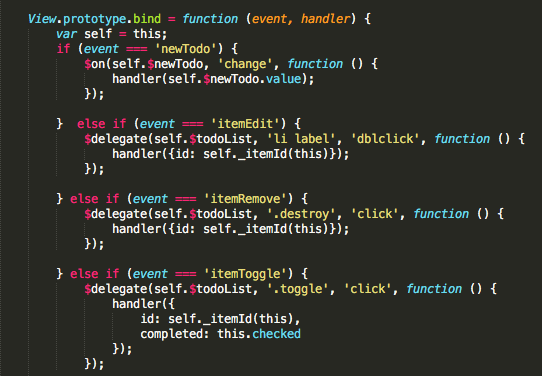 View.prototype.bind = function (event, handler) {
    var self = this;
    if (event === 'newTodo') {
        $on(self.$newTodo, 'change', function () {
            handler(self.$newTodo.value);
        });

    }  else if (event === 'itemEdit') {
        $delegate(self.$todoList, 'li label', 'dblclick', function () {
            handler({id: self._itemId(this)});
        });

    } else if (event === 'itemRemove') {
        $delegate(self.$todoList, '.destroy', 'click', function () {
            handler({id: self._itemId(this)});
        });

    } else if (event === 'itemToggle') {
        $delegate(self.$todoList, '.toggle', 'click', function () {
            handler({
                id: self._itemId(this),
                completed: this.checked
            });
        });